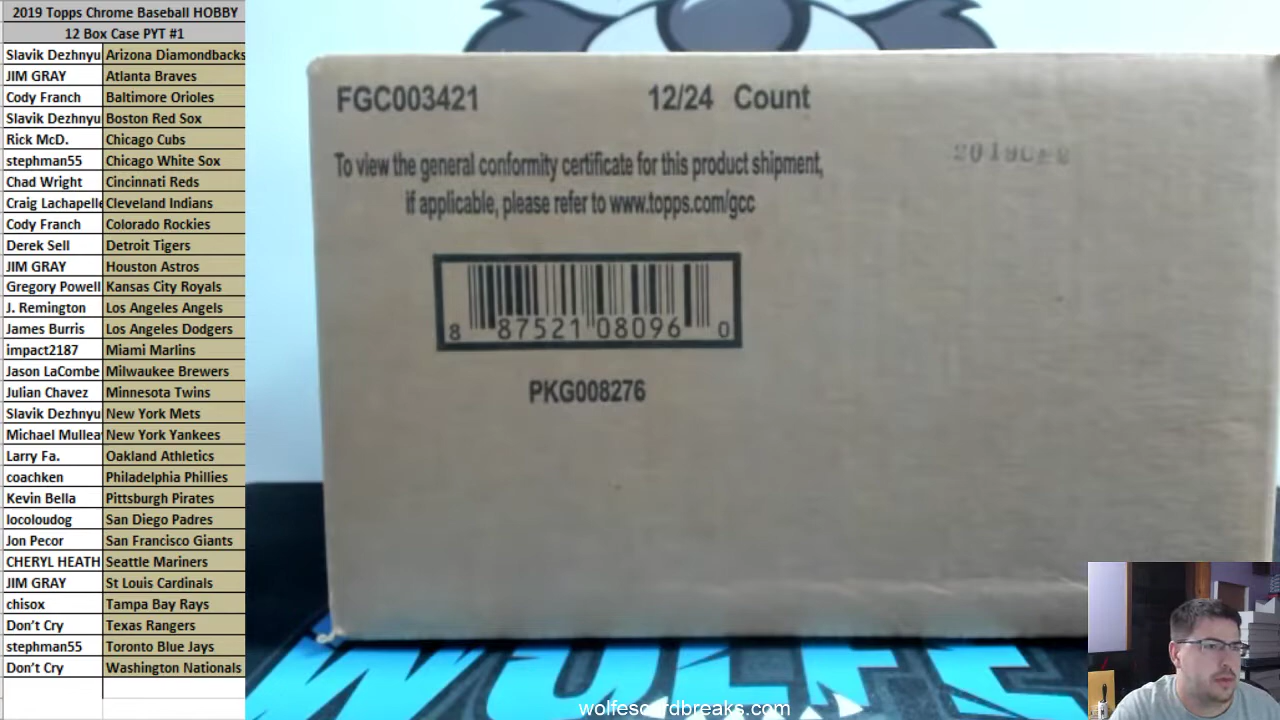 2019 Topps Chrome Baseball HOBBY
12 Box Case PYT #1
Slavik Dezhnyu Arizona Diamondbacks
JIM GRAY Atlanta Braves
Cody Franch Baltimore Orioles
Slavik Dezhnyu Boston Red Sox
Rick McD. Chicago Cubs
stephman55 Chicago White Sox
Chad Wright Cincinnati Reds
Craig Lachapelle Cleveland Indians
Cody Franch Colorado Rockies
Derek Sell Detroit Tigers
JIM GRAY Houston Astros
Gregory Powell Kansas City Royals
J. Remington Los Angeles Angels
James Burris Los Angeles Dodgers
impact2187 Miami Marlins
Jason LaCombe Milwaukee Brewers
Julian Chavez Minnesota Twins
Slavik Dezhnyu New York Mets
Michael Mullea New York Yankees
Larry Fa. Oakland Athletics
coachken Philadelphia Phillies
Kevin Bella Pittsburgh Pirates
locoloudog San Diego Padres
Jon Pecor San Francisco Giants
CHERYL HEATH Seattle Mariners
JIM GRAY St Louis Cardinals
chisox Tampa Bay Rays
Don't Cry Texas Rangers
stephman55 Toronto Blue Jays
Don't Cry Washington Nationals
FGC003421 12/24 Count
To view the general conformity certificate for this product shipment,
if applicable, please refer to www.topps.com/gcc
8 87521 08096 0
PKG008276
WOLFE
wolfescardbreaks.com